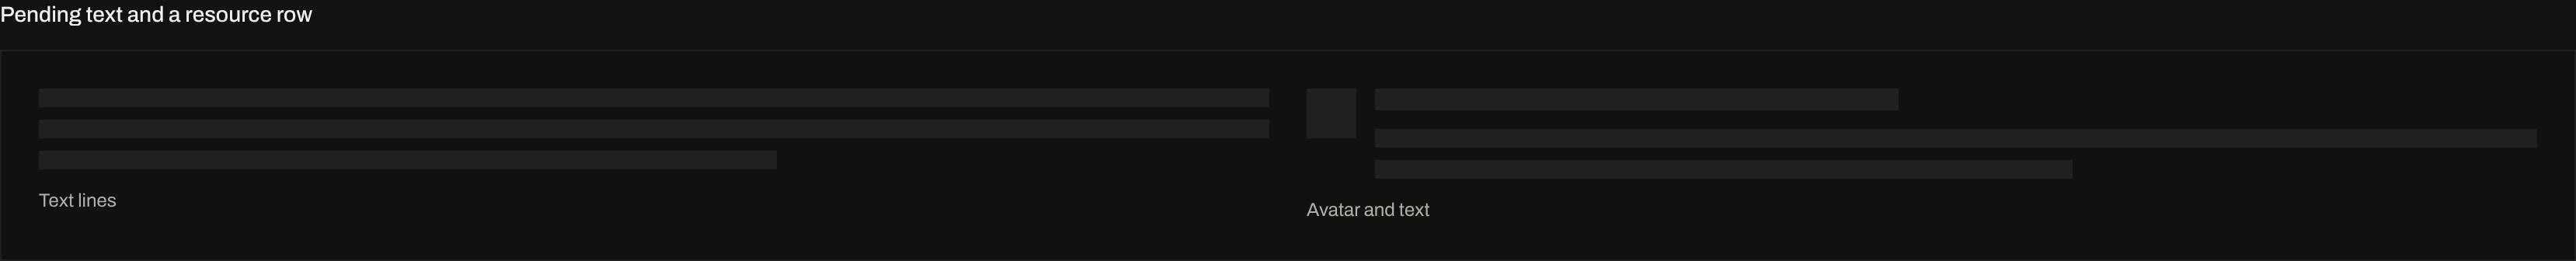 Pending text and a resource row
Text lines
Avatar and text